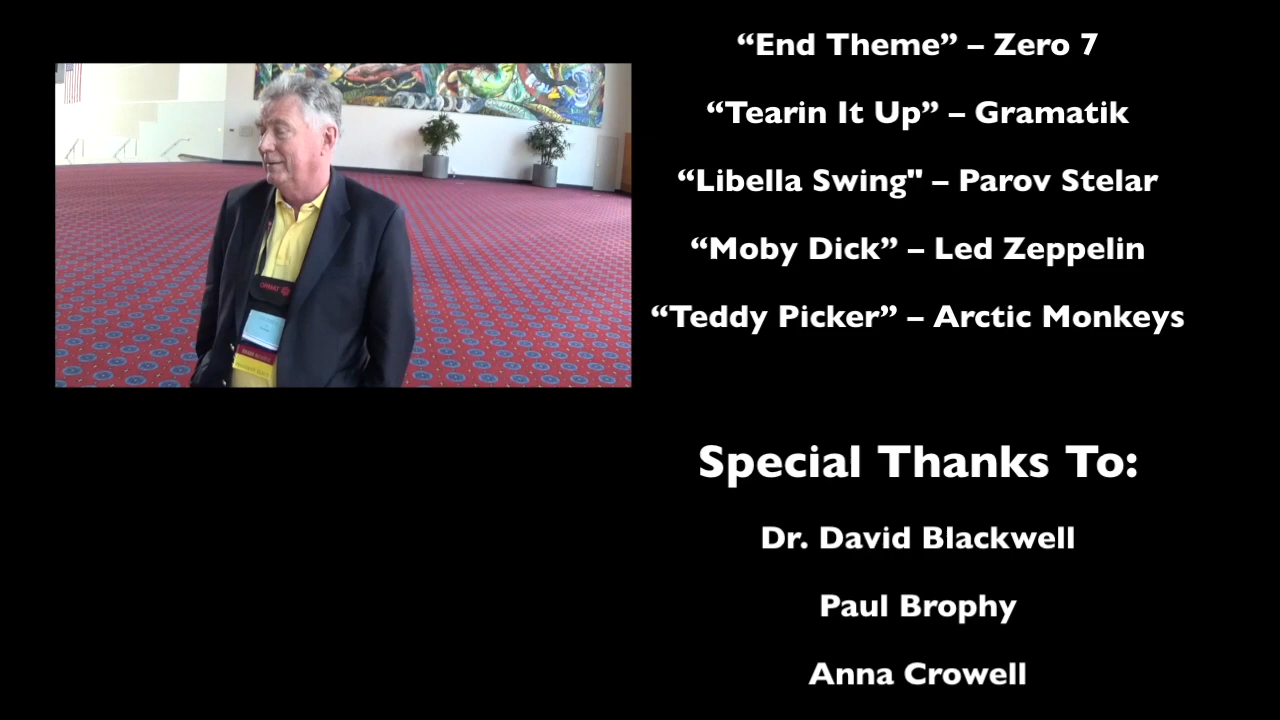 “End Theme” – Zero 7
“Tearin It Up” – Gramatik
“Libella Swing" – Parov Stelar
“Moby Dick” – Led Zeppelin
“Teddy Picker” – Arctic Monkeys
Special Thanks To:
Dr. David Blackwell
Paul Brophy
Anna Crowell